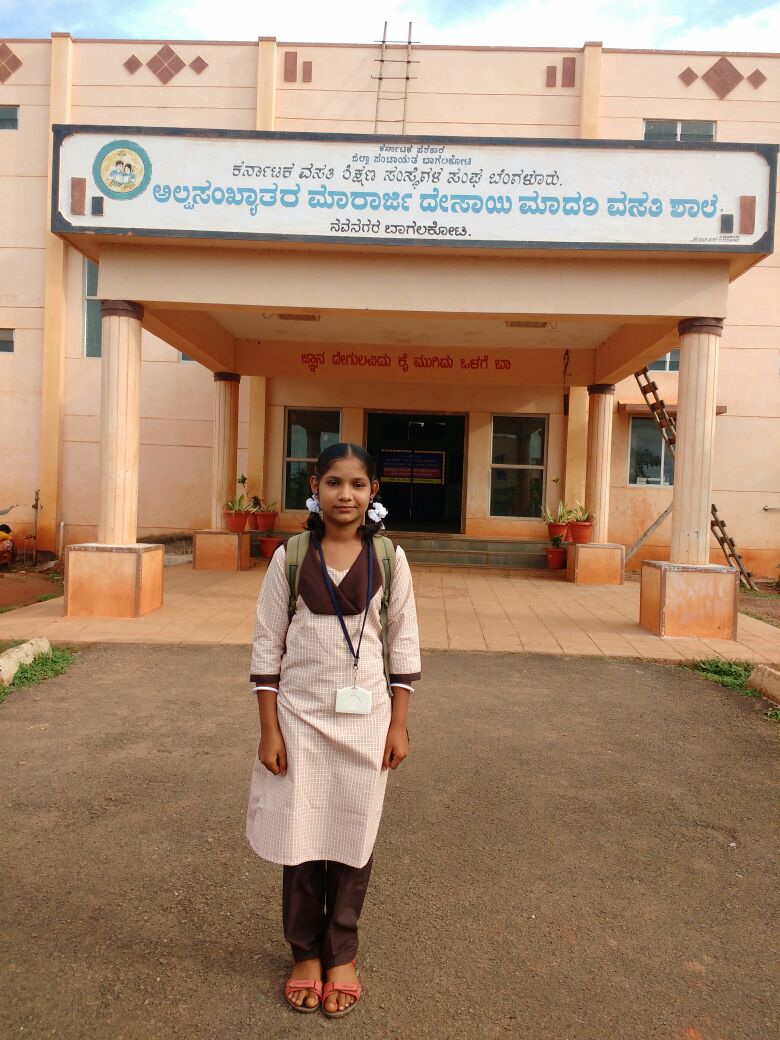 ಕರ್ನಾಟಕ ಸರಕಾರ
ಜಿಲ್ಲಾ ಪಂಚಾಯತ ಬಾಗಲಕೋಟ
ಕರ್ನಾಟಕ ವಸತಿ ಶಿಕ್ಷಣ ಸಂಸ್ಥೆಗಳ ಸಂಘ ಬೆಂಗಳೂರು.
ಅಲ್ಪಸಂಖ್ಯಾತರ ಮೊರಾರ್ಜಿ ದೇಸಾಯಿ ಮಾದರಿ ವಸತಿ ಶಾಲೆ
ನವನಗರ ಬಾಗಲಕೋಟ.
ಜ್ಞಾನ ದೇಗುಲವಿದು ಕೈ ಮುಗಿದು ಒಳಗೆ ಬಾ